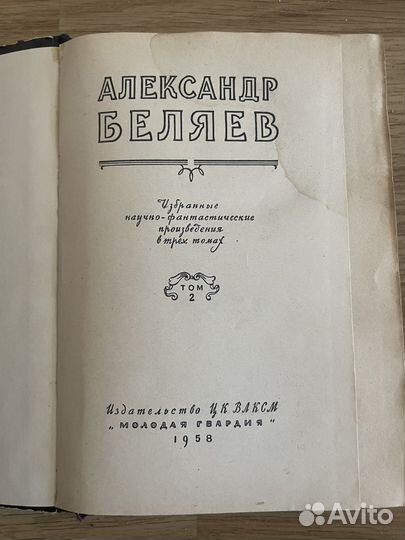 АЛЕКСАНДР
БЕЛЯЕВ
Избранные
научно-фантастические
произведения
в трех томах
ТОМ
2
Издательство ЦК ВЛКСМ
„МОЛОДАЯ ГВАРДИЯ"
1958
Avito